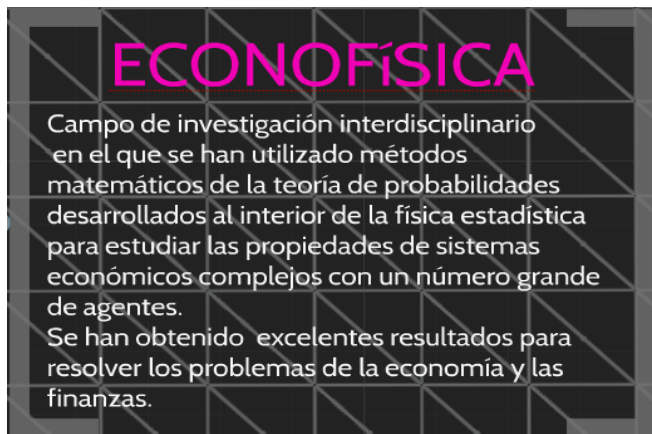 ECONOFíSICA
Campo de investigación interdisciplinario
en el que se han utilizado métodos
matemáticos de la teoría de probabilidades
desarrollados al interior de la física estadística
para estudiar las propiedades de sistemas
económicos complejos con un número grande
de agentes.
Se han obtenido excelentes resultados para
resolver los problemas de la economía y las
finanzas.